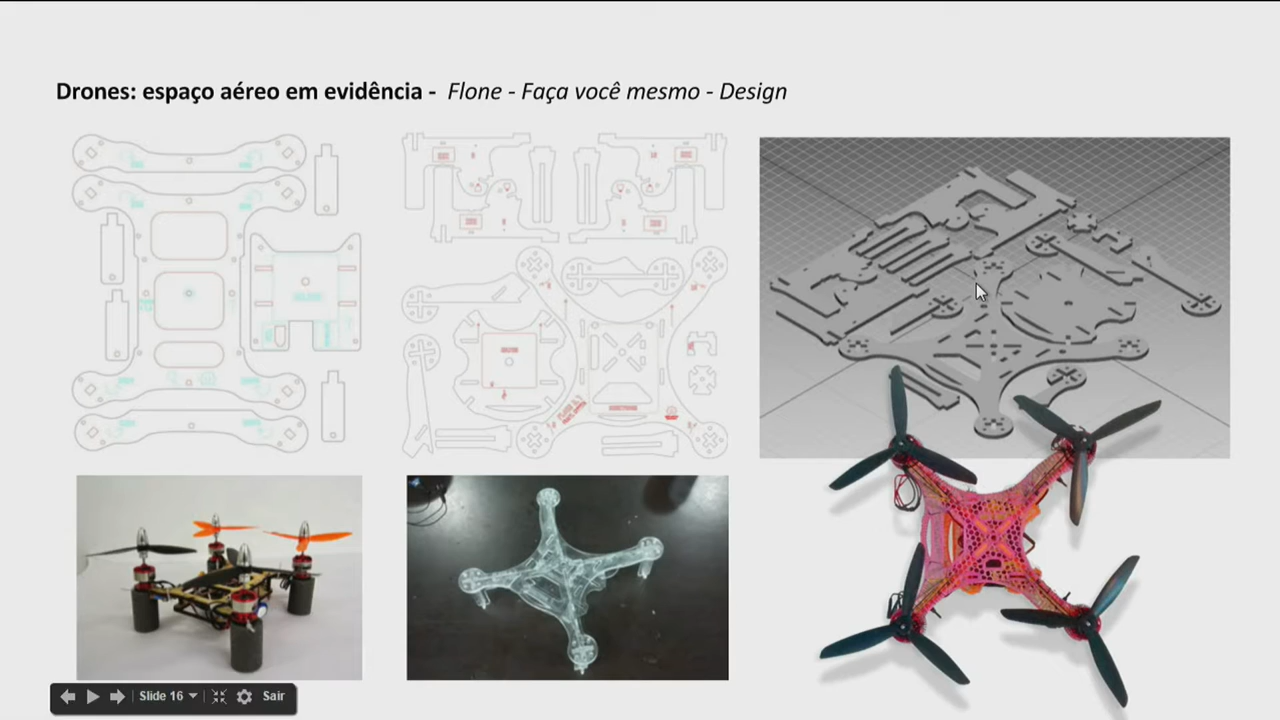 Drones: espaço aéreo em evidência - Flone - Faça você mesmo - Design
Slide 16
Sair